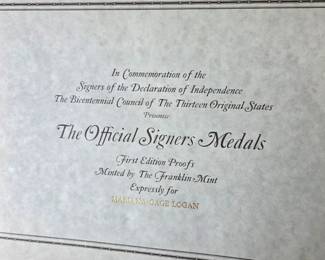 In Commemoration of the
Signers of the Declaration of Independence
The Bicentennial Council of The Thirteen Original States
Presents
The Official Signers Medals
First Edition Proofs
Minted by The Franklin Mint
Expressly for
GAGE LOGAN